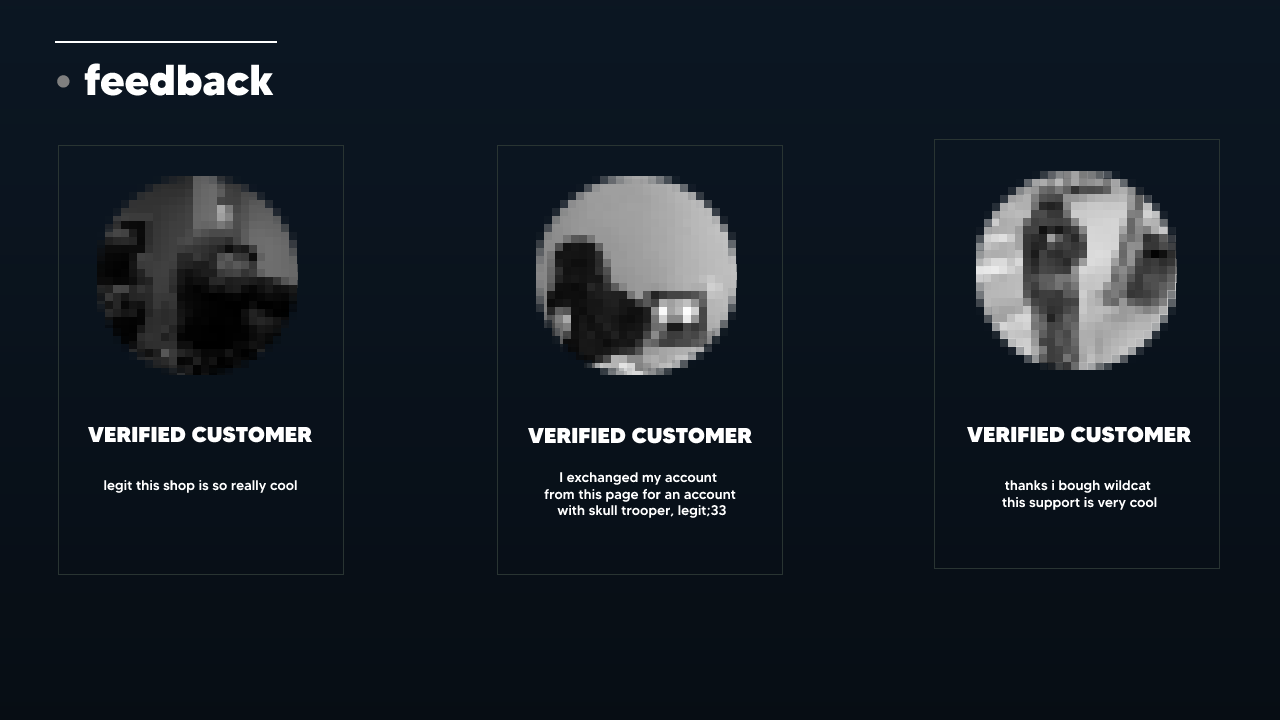 feedback
VERIFIED CUSTOMER
legit this shop is so really cool
VERIFIED CUSTOMER
I exchanged my account
from this page for an account
with skull trooper, legit;33
VERIFIED CUSTOMER
thanks i bough wildcat
this support is very cool